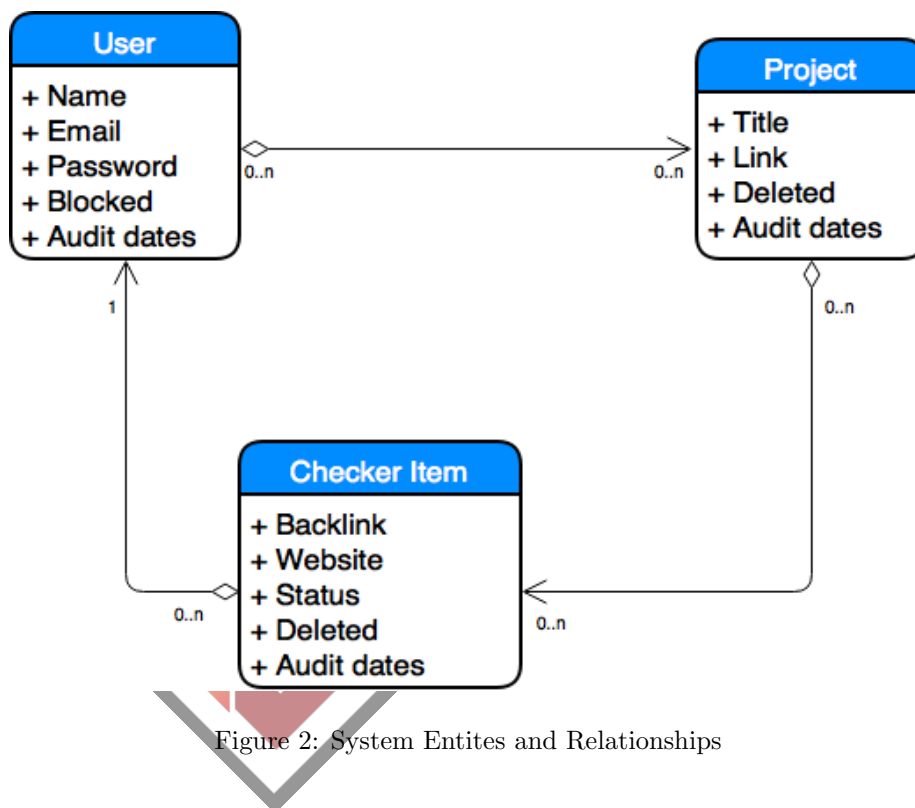 User
+ Name
+ Email
+ Password
+ Blocked
+ Audit dates
0..n
0..n
Project
+ Title
+ Link
+ Deleted
+ Audit dates
1
0..n
Checker Item
+ Backlink
+ Website
+ Status
+ Deleted
+ Audit dates
0..n
0..n
Figure 2: System Entites and Relationships